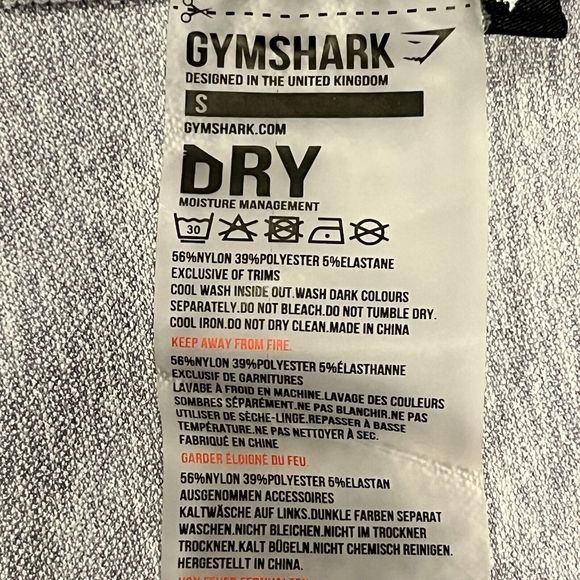 GYMSHARK
DESIGNED IN THE UNITED KINGDOM
S
GYMSHARK.COM
DRY
MOISTURE MANAGEMENT
30
56%NYLON 39%POLYESTER 5%ELASTANE
EXCLUSIVE OF TRIMS
COOL WASH INSIDE OUT.WASH DARK COLOURS
SEPARATELY.DO NOT BLEACH.DO NOT TUMBLE DRY.
COOL IRON.DO NOT DRY CLEAN.MADE IN CHINA
KEEP AWAY FROM FIRE.
56%NYLON 39%POLYESTER 5%ÉLASTHANNE
EXCLUSIF DE GARNITURES
LAVAGE À FROID EN MACHINE.LAVAGE DES COULEURS
SOMBRES SÉPARÉMENT.NE PAS BLANCHIR.NE PAS
UTILISER DE SÈCHE-LINGE.REPASSER À BASSE
TEMPÉRATURE.NE PAS NETTOYER À SEC.
FABRIQUÉ EN CHINE
GARDER ÉLOIGNÉ DU FEU.
56%NYLON 39%POLYESTER 5%ELASTAN
AUSGENOMMEN ACCESSOIRES
KALTWÄSCHE AUF LINKS.DUNKLE FARBEN SEPARAT
WASCHEN.NICHT BLEICHEN.NICHT IM TROCKNER
TROCKNEN.KALT BÜGELN.NICHT CHEMISCH REINIGEN.
HERGESTELLT IN CHINA.
VON FEUER FERNHALTEN.